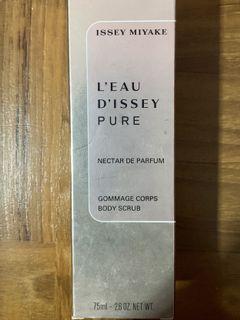 ISSEY MIYAKE
L'EAU
D'ISSEY
PURE
NECTAR DE PARFUM
GOMMAGE CORPS
BODY SCRUB
75ml - 2.6 OZ. NET WT.